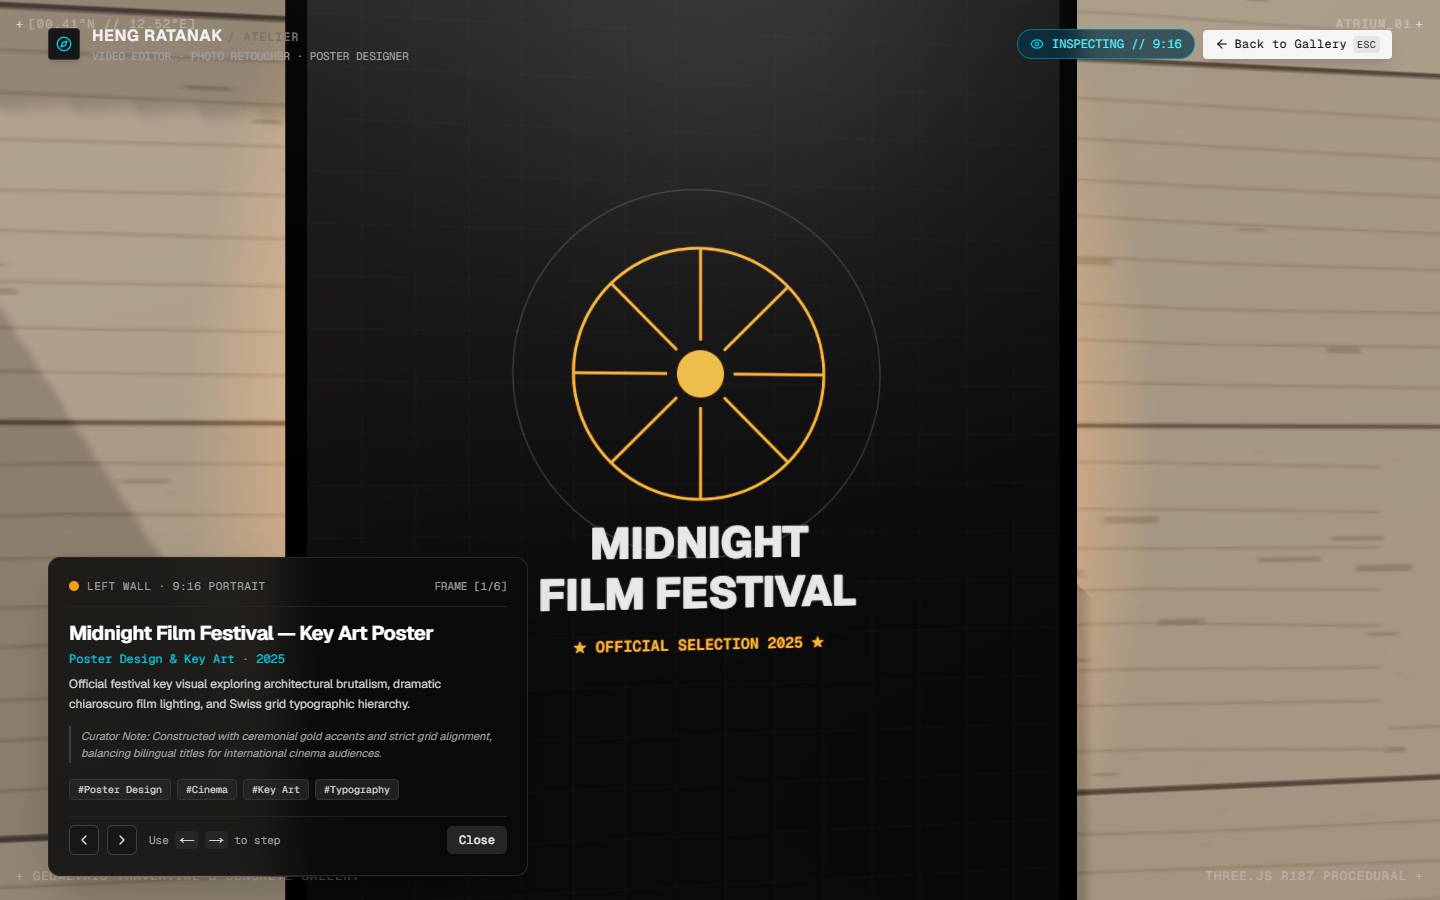 + [00.41°N // 12.52°E]
ATRIUM_01 +
HENG RATANAK / ATELIER
VIDEO EDITOR · PHOTO RETOUCHER · POSTER DESIGNER
INSPECTING // 9:16
← Back to Gallery ESC
MIDNIGHT
FILM FESTIVAL
★ OFFICIAL SELECTION 2025 ★
LEFT WALL · 9:16 PORTRAIT
FRAME [1/6]
Midnight Film Festival — Key Art Poster
Poster Design & Key Art · 2025
Official festival key visual exploring architectural brutalism, dramatic
chiaroscuro film lighting, and Swiss grid typographic hierarchy.
Curator Note: Constructed with ceremonial gold accents and strict grid alignment,
balancing bilingual titles for international cinema audiences.
#Poster Design
#Cinema
#Key Art
#Typography
Use ← → to step
Close
+ GEOMETRIC TRAVERTINE & CONCRETE GALLERY
THREE.JS R187 PROCEDURAL +